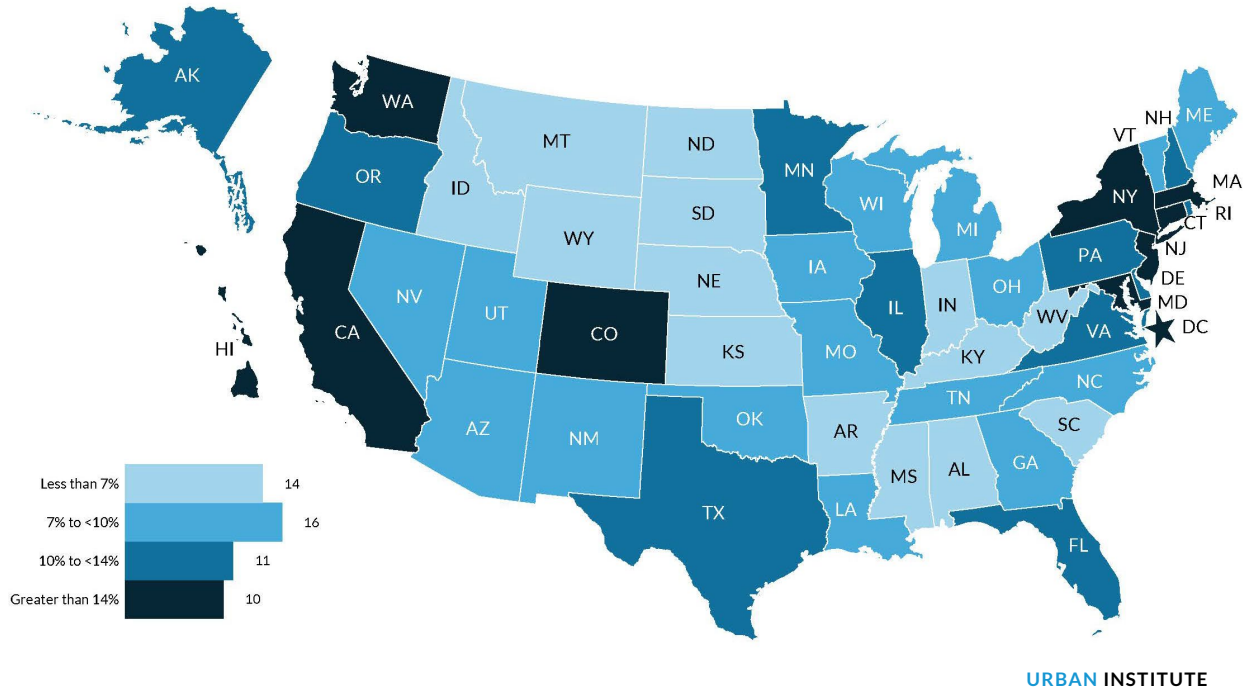 AK
WA
NH
ME
VT
MT
ND
OR
MN
ID
MA
NY
SD
WI
RI
CT
MI
WY
NJ
PA
IA
NE
DE
OH
NV
MD
UT
IL
IN
WV
DC
CA
CO
VA
HI
KS
MO
KY
NC
TN
OK
AZ
AR
SC
NM
GA
MS
AL
TX
LA
FL
Less than 7% 14
7% to <10% 16
10% to <14% 11
Greater than 14% 10
URBAN INSTITUTE